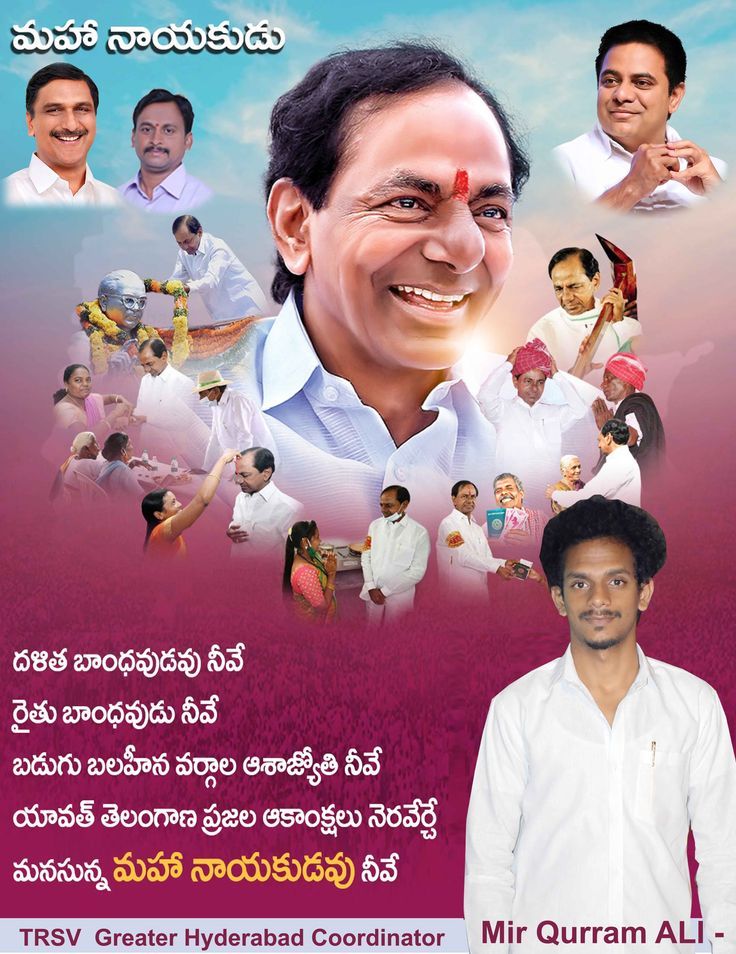 మహా నాయకుడు
దళిత బాంధవుడవు నీవే
రైతు బాంధవుడు నీవే
బడుగు బలహీన వర్గాల ఆశాజ్యోతి నీవే
యావత్ తెలంగాణ ప్రజల ఆకాంక్షలు నెరవేర్చే
మనసున్న మహా నాయకుడవు నీవే
TRSV Greater Hyderabad Coordinator
Mir Qurram ALI -